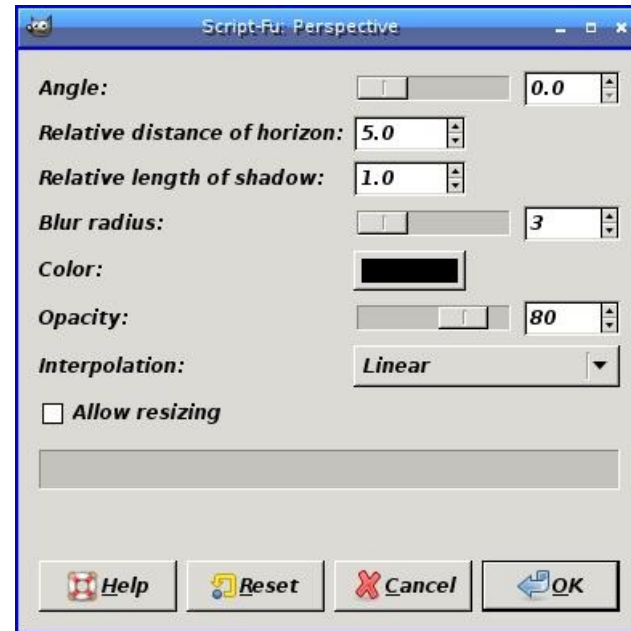 Script-Fu: Perspective
Angle: 0.0
Relative distance of horizon: 5.0
Relative length of shadow: 1.0
Blur radius: 3
Color:
Opacity: 80
Interpolation: Linear
Allow resizing
Help Reset Cancel OK